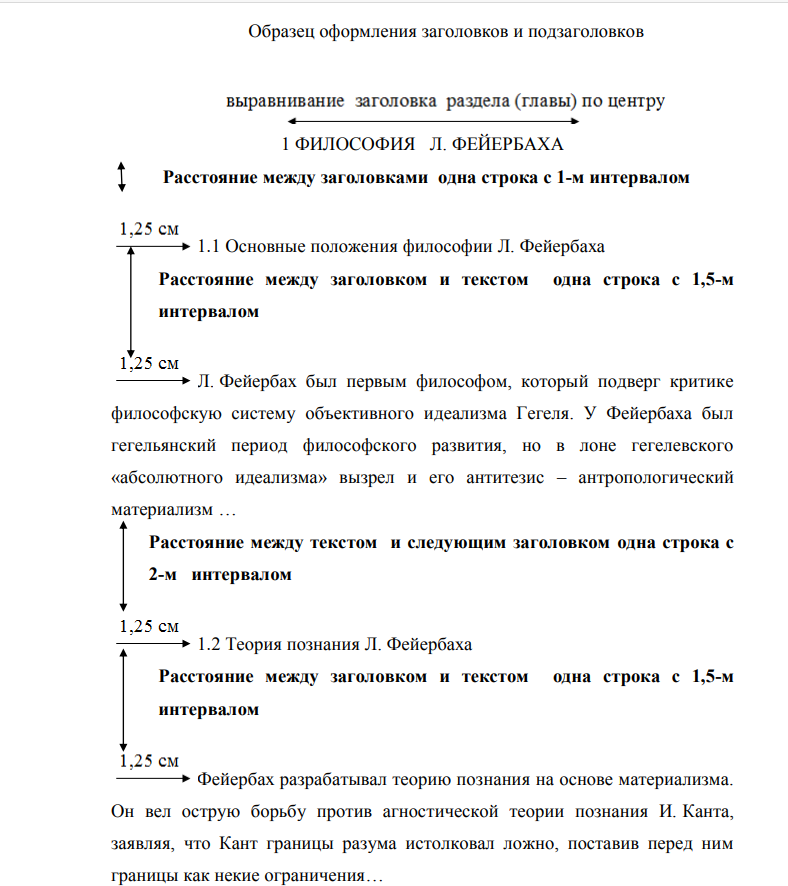 Образец оформления заголовков и подзаголовков
выравнивание заголовка раздела (главы) по центру
1 ФИЛОСОФИЯ Л. ФЕЙЕРБАХА
Расстояние между заголовками одна строка с 1-м интервалом
1,25 см
1.1 Основные положения философии Л. Фейербаха
Расстояние между заголовком и текстом одна строка с 1,5-м
интервалом
1,25 см
Л. Фейербах был первым философом, который подверг критике
философскую систему объективного идеализма Гегеля. У Фейербаха был
гегельянский период философского развития, но в лоне гегелевского
«абсолютного идеализма» вызрел и его антитезис – антропологический
материализм …
Расстояние между текстом и следующим заголовком одна строка с
2-м интервалом
1,25 см
1.2 Теория познания Л. Фейербаха
Расстояние между заголовком и текстом одна строка с 1,5-м
интервалом
1,25 см
Фейербах разрабатывал теорию познания на основе материализма.
Он вел острую борьбу против агностической теории познания И. Канта,
заявляя, что Кант границы разума истолковал ложно, поставив перед ним
границы как некие ограничения…